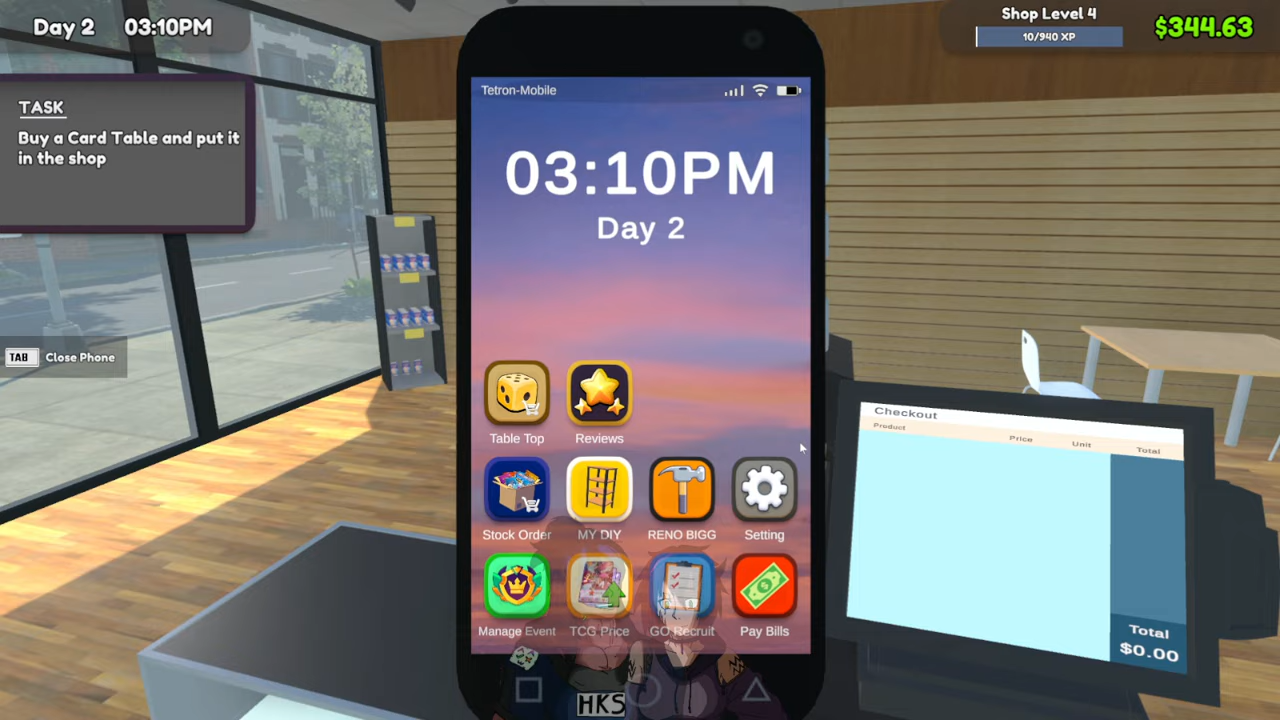 Day 2 03:10PM
Shop Level 4
10/940 XP
$344.63
TASK
Buy a Card Table and put it
in the shop
TAB Close Phone
Tetron-Mobile
03:10PM
Day 2
Table Top
Reviews
Stock Order
MY DIY
RENO BIGG
Setting
Manage Event
TCG Price
GO Recruit
Pay Bills
HKS
Checkout
Product Price Unit Total
Total
$0.00